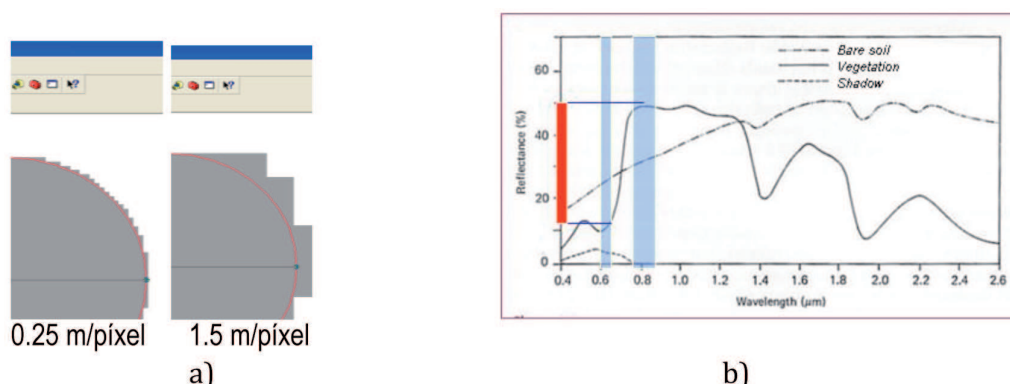 0.25 m/píxel
1.5 m/píxel
a)
Bare soil
Vegetation
Shadow
Reflectance (%)
60
40
20
0
0.4 0.6 0.8 1.0 1.2 1.4 1.6 1.8 2.0 2.2 2.4 2.6
Wavelength (μm)
b)